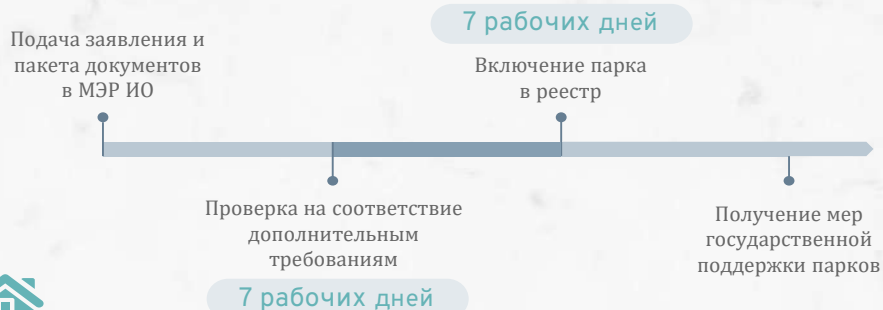 Подача заявления и
пакета документов
в МЭР ИО
7 рабочих дней
Включение парка
в реестр
Проверка на соответствие
дополнительным
требованиям
7 рабочих дней
Получение мер
государственной
поддержки парков